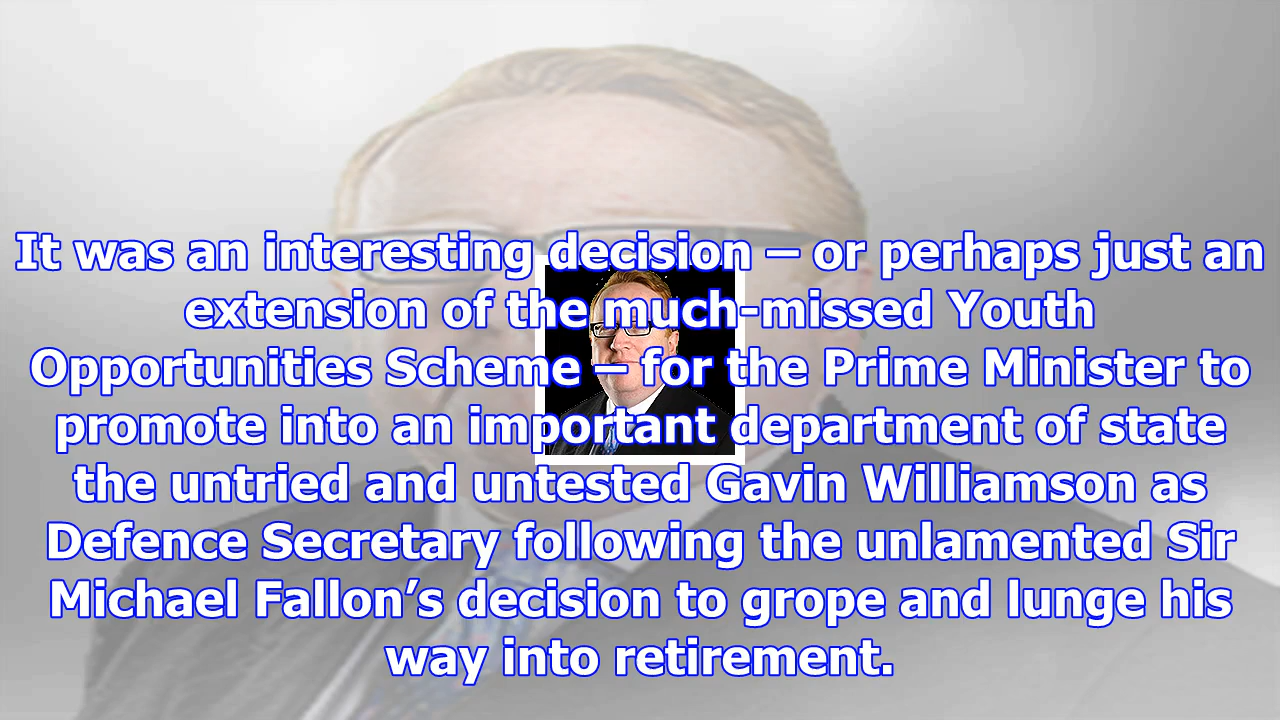 It was an interesting decision – or perhaps just an
extension of the much-missed Youth
Opportunities Scheme – for the Prime Minister to
promote into an important department of state
the untried and untested Gavin Williamson as
Defence Secretary following the unlamented Sir
Michael Fallon’s decision to grope and lunge his
way into retirement.